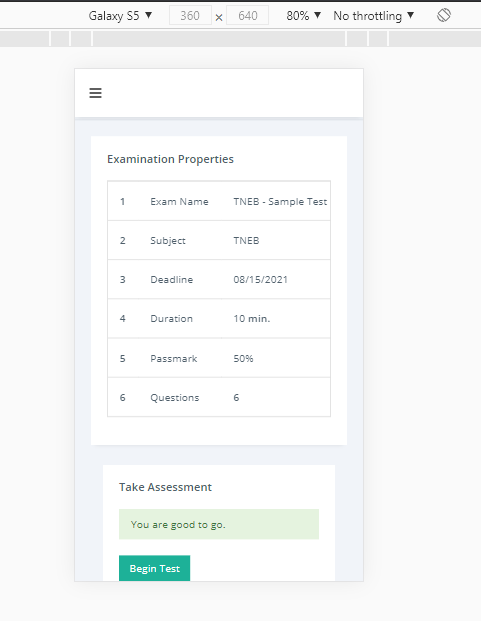 Galaxy S5 ▼ 360 × 640 80% ▼ No throttling ▼
Examination Properties
1 Exam Name TNEB - Sample Test
2 Subject TNEB
3 Deadline 08/15/2021
4 Duration 10 min.
5 Passmark 50%
6 Questions 6
Take Assessment
You are good to go.
Begin Test